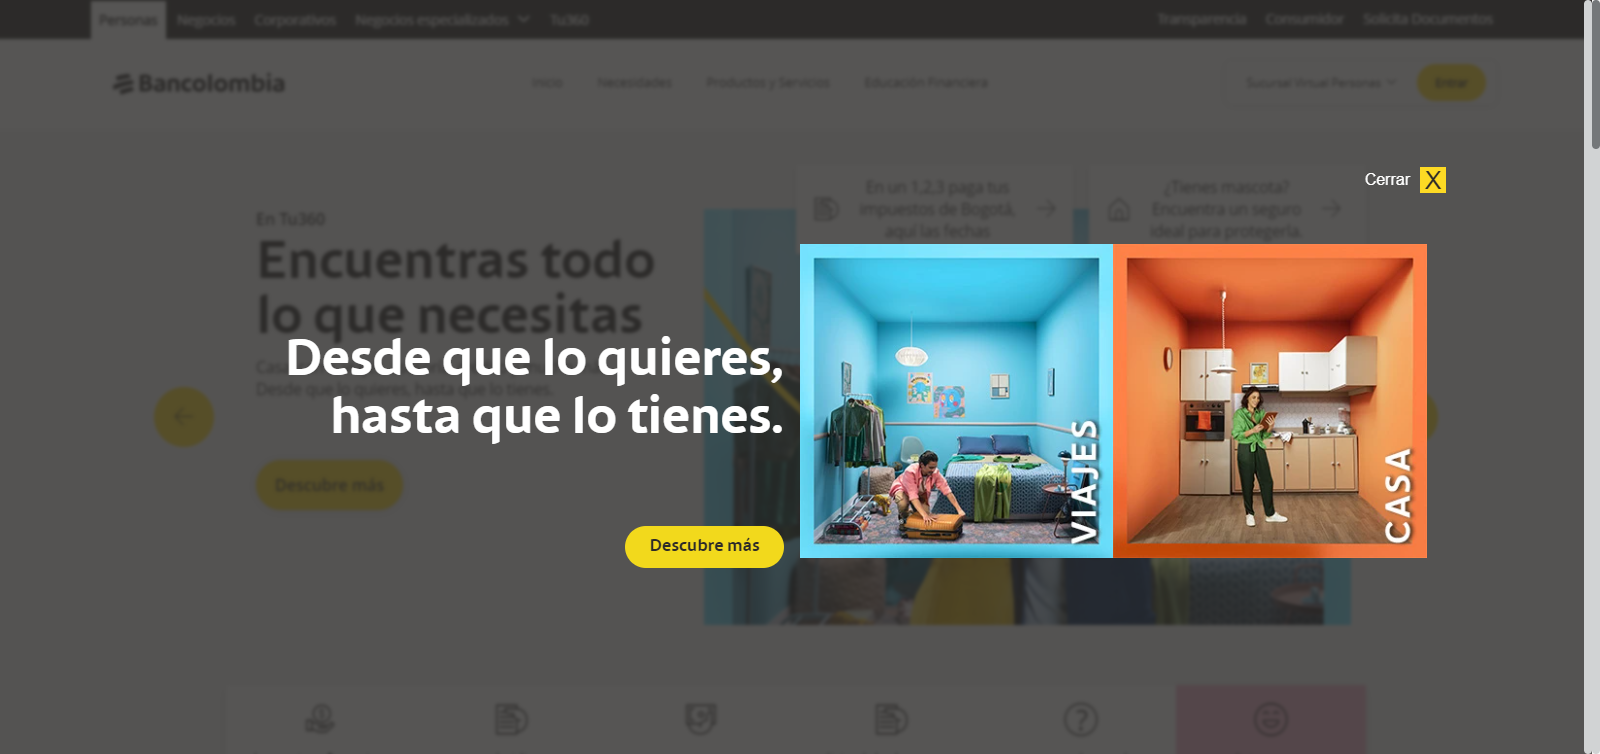 Personas
Negocios
Corporativos
Negocios especializados
Tu360
Transparencia
Consumidor
Solicita Documentos
Bancolombia
Inicio
Necesidades
Productos y Servicios
Educación Financiera
Sucursal Virtual Personas
Entrar
Cerrar X
En un 1,2,3 paga tus
impuestos de Bogotá,
aquí las fechas
¿Tienes mascota?
Encuentra un seguro
ideal para protegerla.
En Tu360
Encuentras todo
lo que necesitas
Desde que lo quieres, hasta que lo tienes.
Descubre más
Desde que lo quieres,
hasta que lo tienes.
Descubre más
VIAJES
CASA